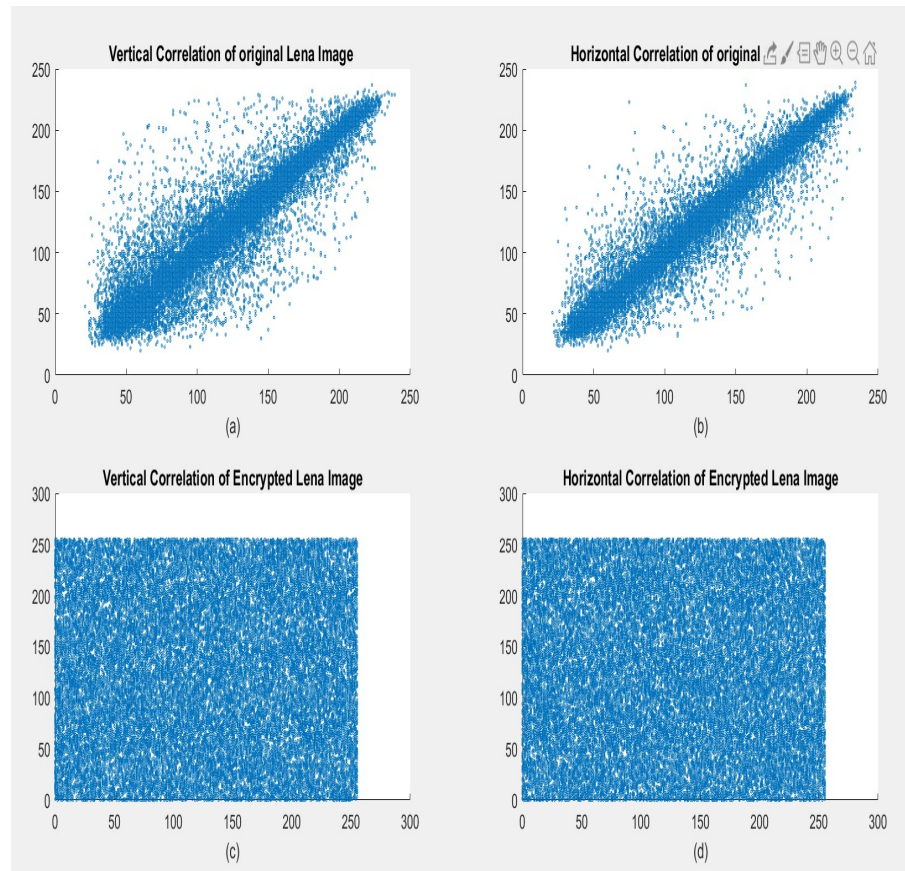 Vertical Correlation of original Lena Image
250
200
150
100
50
0
0 50 100 150 200 250
(a)
Horizontal Correlation of original
250
200
150
100
50
0
0 50 100 150 200 250
(b)
Vertical Correlation of Encrypted Lena Image
300
250
200
150
100
50
0
0 50 100 150 200 250 300
(c)
Horizontal Correlation of Encrypted Lena Image
300
250
200
150
100
50
0
0 50 100 150 200 250 300
(d)